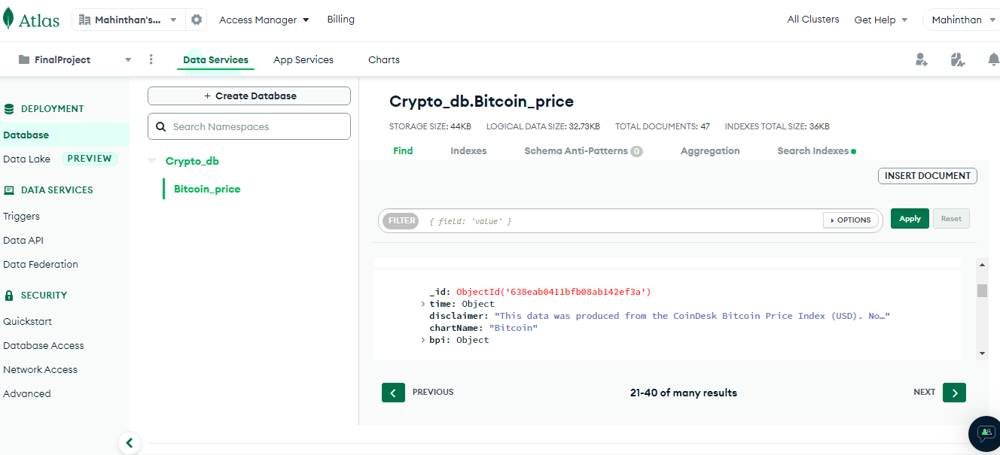 Atlas
Mahinthan's...
Access Manager
Billing
All Clusters
Get Help
Mahinthan
FinalProject
Data Services
App Services
Charts
DEPLOYMENT
Database
Data Lake PREVIEW
DATA SERVICES
Triggers
Data API
Data Federation
SECURITY
Quickstart
Database Access
Network Access
Advanced
+ Create Database
Search Namespaces
Crypto_db
Bitcoin_price
Crypto_db.Bitcoin_price
STORAGE SIZE: 44KB LOGICAL DATA SIZE: 32.73KB TOTAL DOCUMENTS: 47 INDEXES TOTAL SIZE: 36KB
Find Indexes Schema Anti-Patterns 0 Aggregation Search Indexes
INSERT DOCUMENT
FILTER { field: 'value' } OPTIONS Apply Reset
_id: ObjectId('638eab0411bfb08ab142ef3a')
time: Object
disclaimer: "This data was produced from the CoinDesk Bitcoin Price Index (USD). No…"
chartName: "Bitcoin"
bpi: Object
PREVIOUS 21-40 of many results NEXT